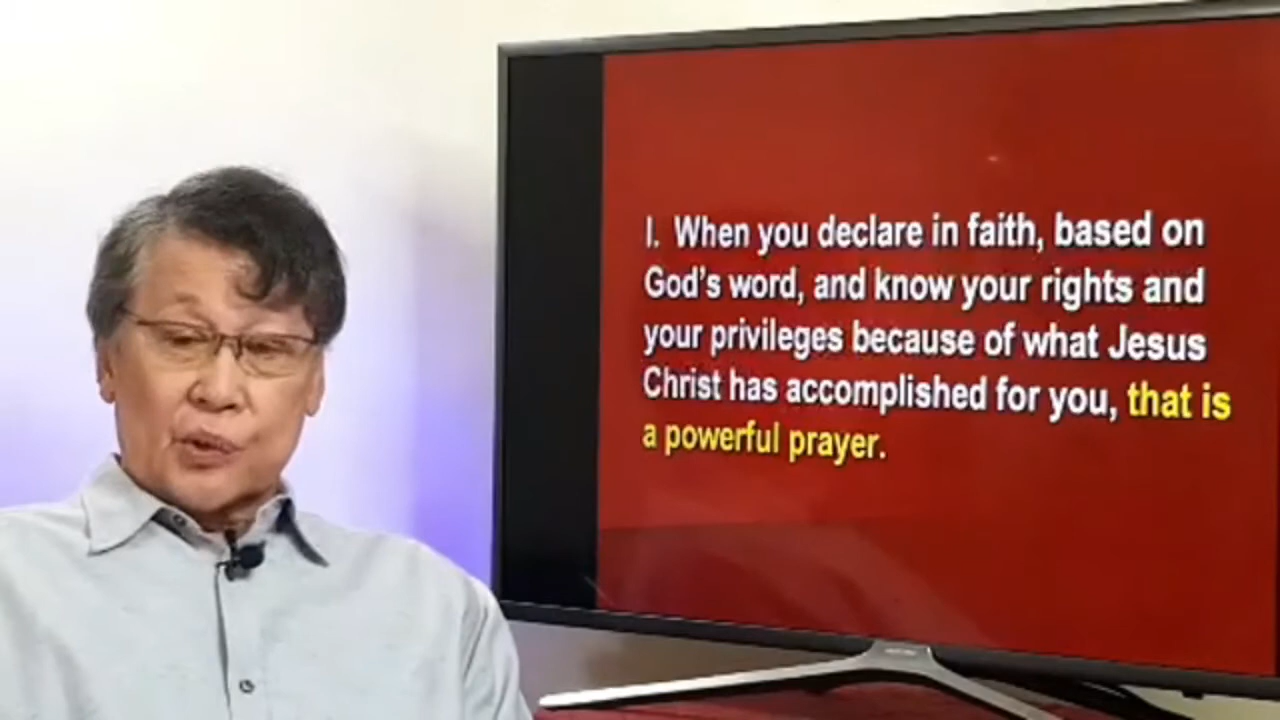 I. When you declare in faith, based on
God's word, and know your rights and
your privileges because of what Jesus
Christ has accomplished for you, that is
a powerful prayer.